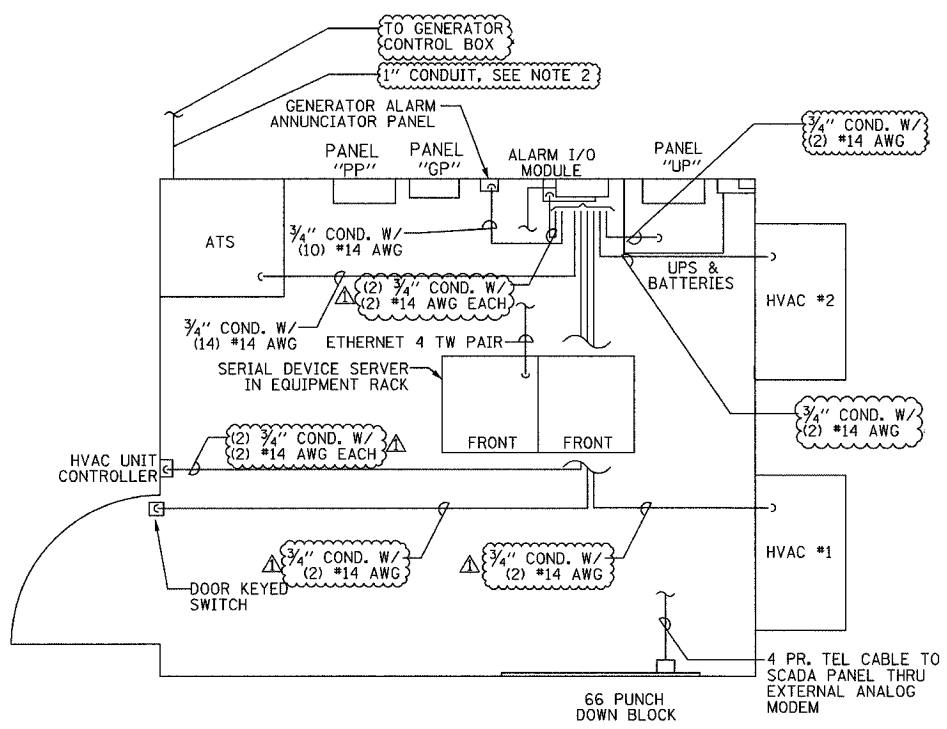 TO GENERATOR
CONTROL BOX
1" CONDUIT, SEE NOTE 2
GENERATOR ALARM
ANNUNCIATOR PANEL
PANEL
"PP"
PANEL
"GP"
ALARM I/O
MODULE
PANEL
"UP"
3/4" COND. W/
(2) #14 AWG
ATS
3/4" COND. W/
(10) #14 AWG
(2) 3/4" COND. W/
(2) #14 AWG EACH
1
UPS &
BATTERIES
HVAC #2
3/4" COND. W/
(14) #14 AWG
ETHERNET 4 TW PAIR
SERIAL DEVICE SERVER
IN EQUIPMENT RACK
FRONT
FRONT
3/4" COND. W/
(2) #14 AWG
(2) 3/4" COND. W/
(2) #14 AWG EACH
1
HVAC UNIT
CONTROLLER
1
3/4" COND. W/
(2) #14 AWG
1
3/4" COND. W/
(2) #14 AWG
HVAC #1
DOOR KEYED
SWITCH
4 PR. TEL CABLE TO
SCADA PANEL THRU
EXTERNAL ANALOG
MODEM
66 PUNCH
DOWN BLOCK